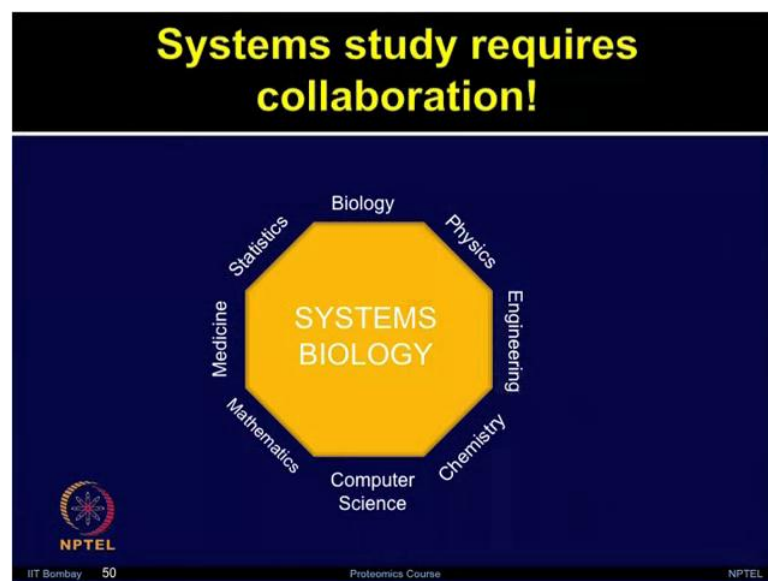 Systems study requires
collaboration!
Biology
Physics
Engineering
Chemistry
Computer
Science
Mathematics
Medicine
Statistics
SYSTEMS
BIOLOGY
NPTEL
IIT Bombay 50 Proteomics Course NPTEL